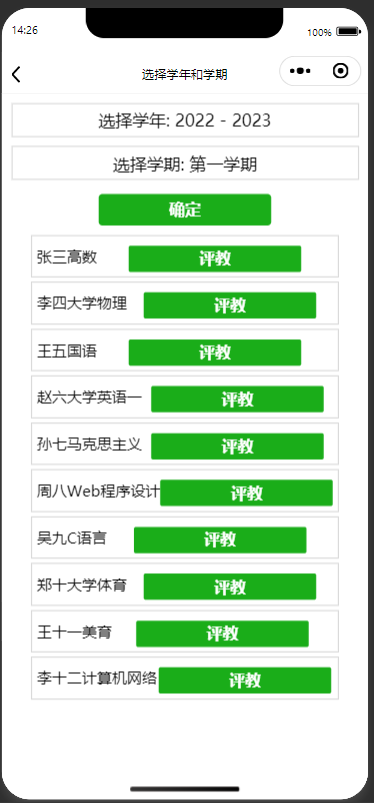 14:26
100%
选择学年和学期
选择学年: 2022 - 2023
选择学期: 第一学期
确定
张三高数 评教
李四大学物理 评教
王五国语 评教
赵六大学英语一 评教
孙七马克思主义 评教
周八Web程序设计 评教
吴九C语言 评教
郑十大学体育 评教
王十一美育 评教
李十二计算机网络 评教